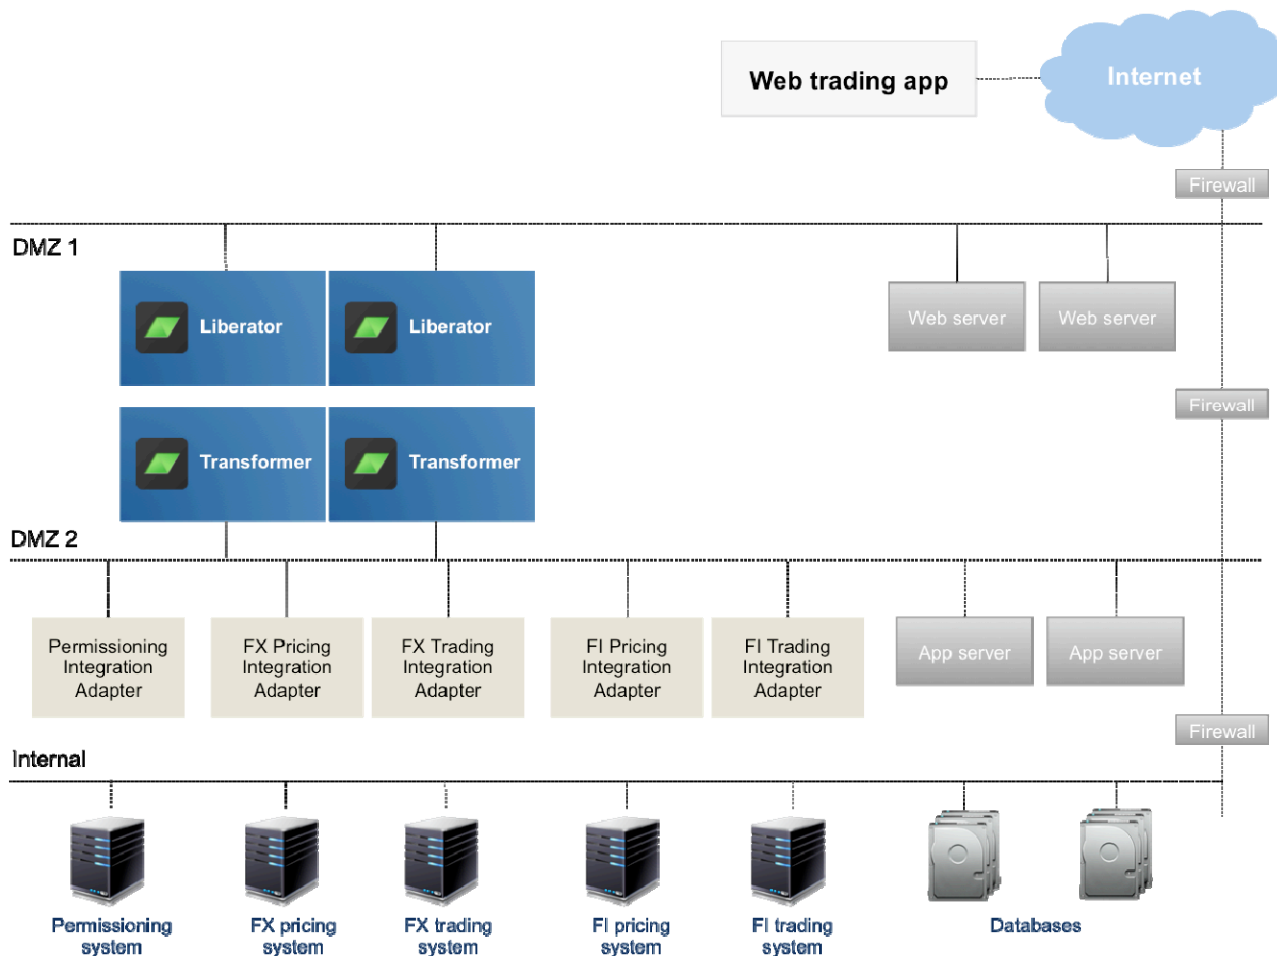 Web trading app
Internet
Firewall
DMZ 1
Liberator
Liberator
Web server
Web server
Firewall
Transformer
Transformer
DMZ 2
Permissioning
Integration
Adapter
FX Pricing
Integration
Adapter
FX Trading
Integration
Adapter
FI Pricing
Integration
Adapter
FI Trading
Integration
Adapter
App server
App server
Firewall
Internal
Permissioning
system
FX pricing
system
FX trading
system
FI pricing
system
FI trading
system
Databases